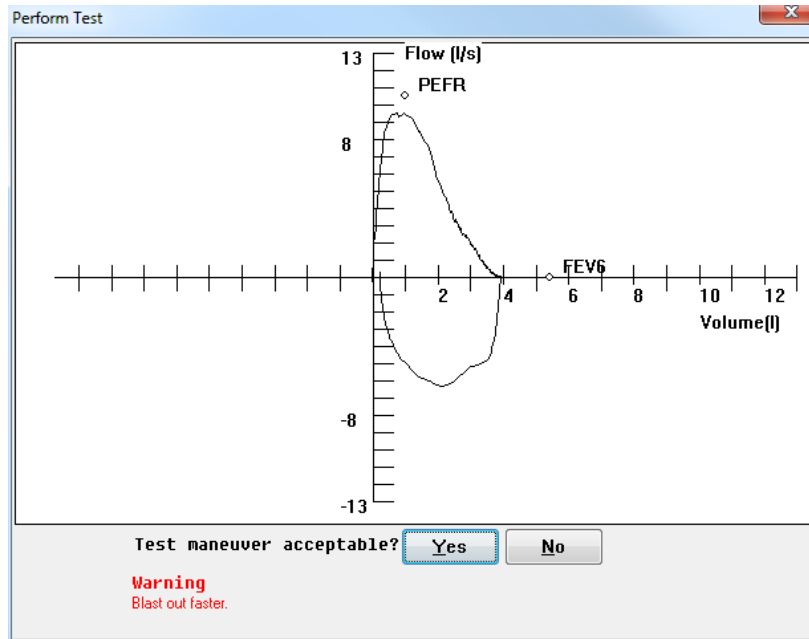 Perform Test
x
13
Flow (l/s)
PEFR
8
FEV6
2 4 6 8 10 12
Volume(l)
-8
-13
Test maneuver acceptable? Yes No
Warning
Blast out faster.